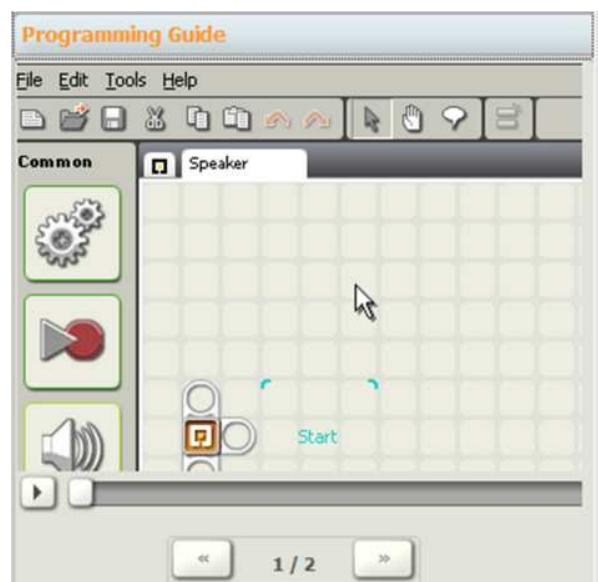 Programming Guide
File Edit Tools Help
Common
Speaker
Start
« 1 / 2 »